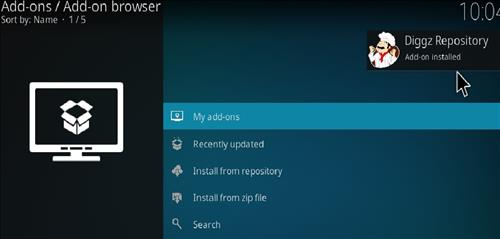 Add-ons / Add-on browser
Sort by: Name · 1 / 5
10:04
Diggz Repository
Add-on installed
My add-ons
Recently updated
Install from repository
Install from zip file
Search